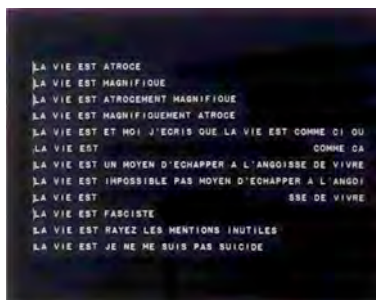 LA VIE EST ATROCE
LA VIE EST MAGNIFIQUE
LA VIE EST ATROCEMENT MAGNIFIQUE
LA VIE EST MAGNIFIQUEMENT ATROCE
LA VIE EST ET MOI J'ECRIS QUE LA VIE EST COMME CI OU
LA VIE EST COMME CA
LA VIE EST UN MOYEN D'ECHAPPER A L'ANGOISSE DE VIVRE
LA VIE EST IMPOSSIBLE PAS MOYEN D'ECHAPPER A L'ANGOI
LA VIE EST SSE DE VIVRE
LA VIE EST FASCISTE
LA VIE EST RAYEZ LES MENTIONS INUTILES
LA VIE EST JE NE ME SUIS PAS SUICIDE